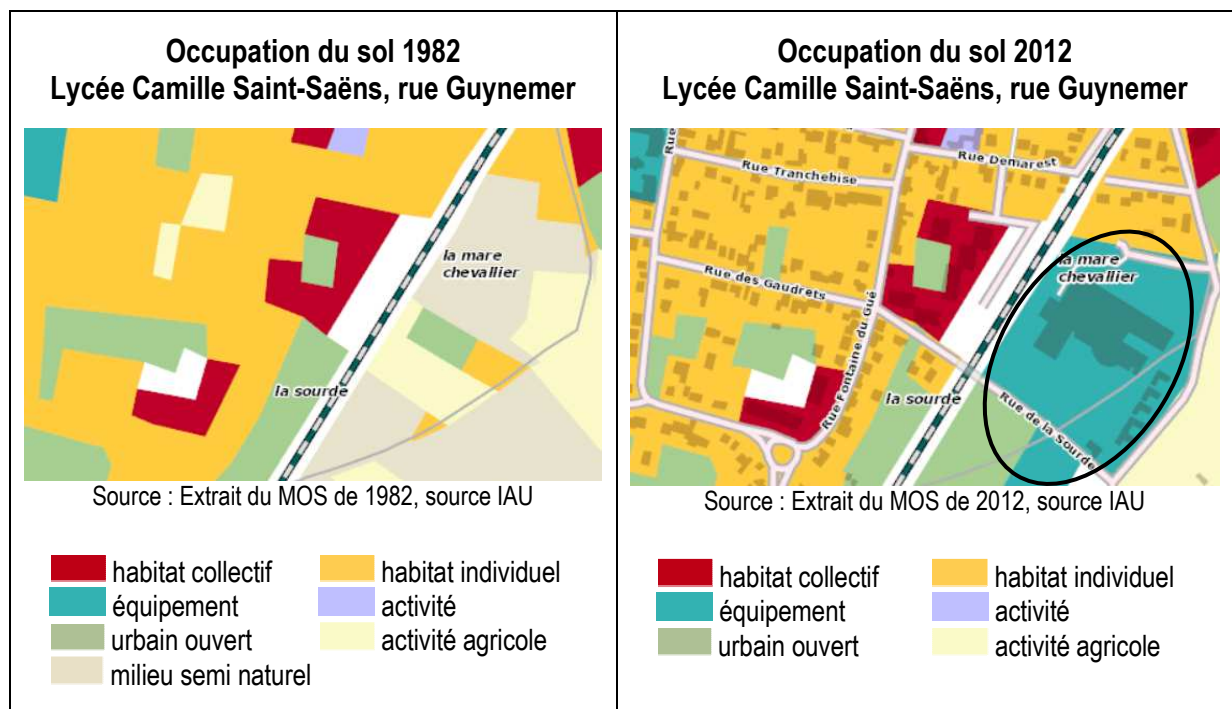 Occupation du sol 1982
Lycée Camille Saint-Saëns, rue Guynemer
la mare
chevallier
la sourde
Source : Extrait du MOS de 1982, source IAU
habitat collectif
habitat individuel
équipement
activité
urbain ouvert
activité agricole
milieu semi naturel
Occupation du sol 2012
Lycée Camille Saint-Saëns, rue Guynemer
Rue Demarest
Rue Tranchebise
la mare
chevallier
Rue des Gaudrets
Rue Fontaine du Gué
la sourde
Rue de la Sourde
Source : Extrait du MOS de 2012, source IAU
habitat collectif
habitat individuel
équipement
activité
urbain ouvert
activité agricole